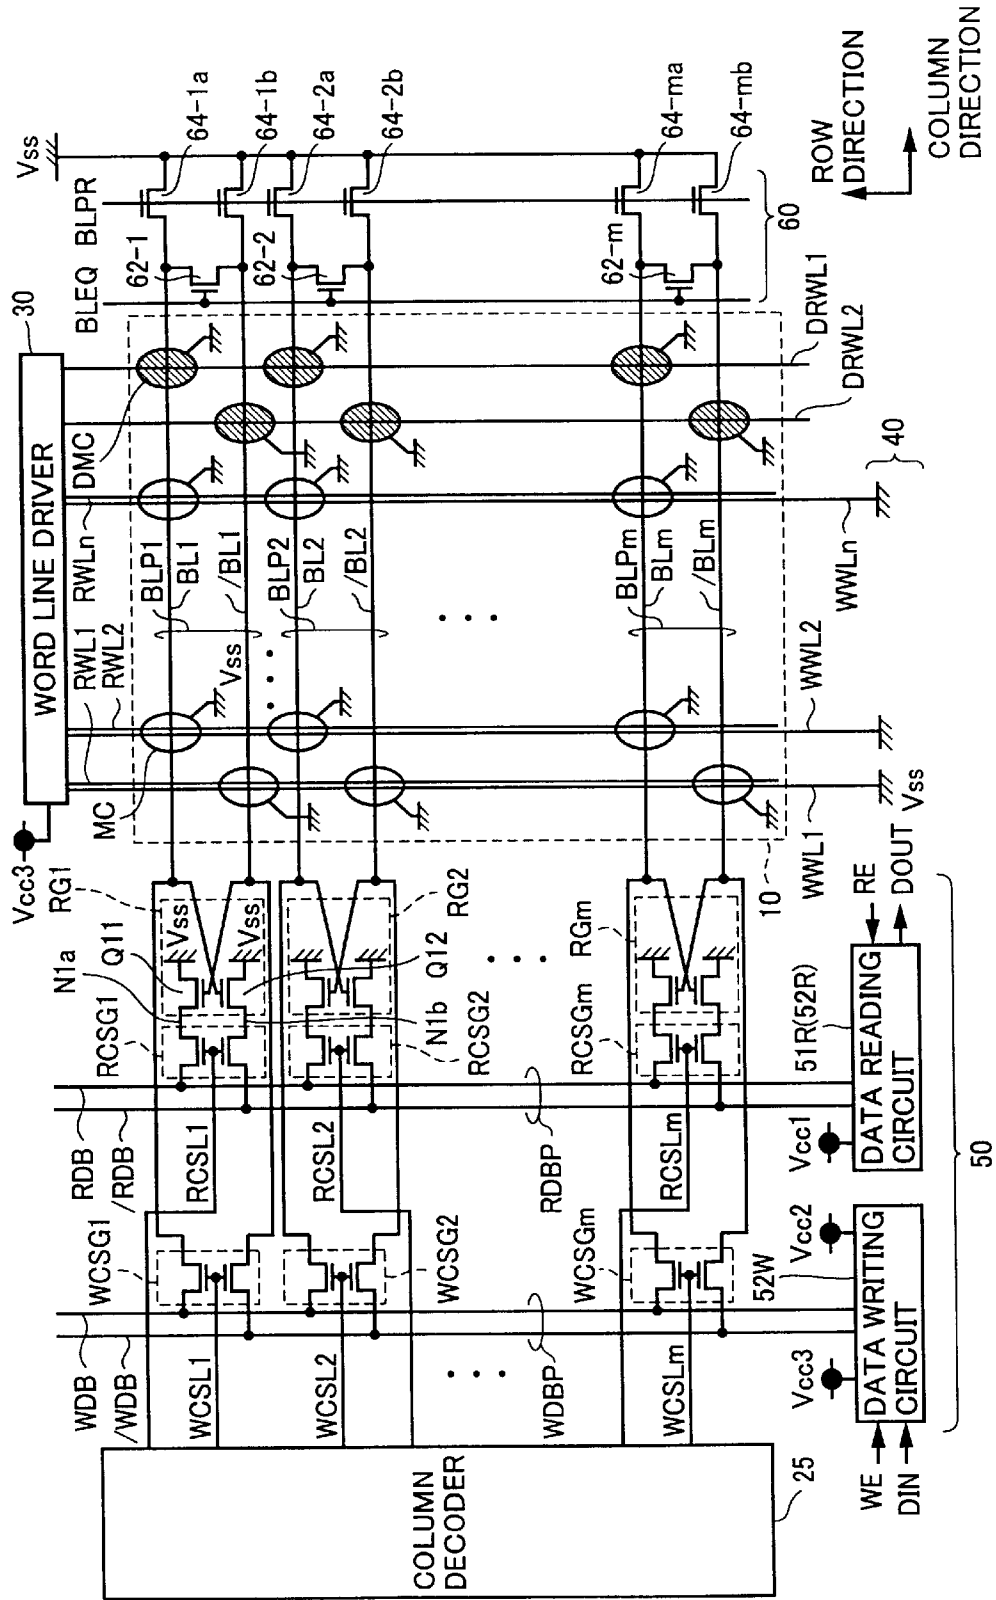 COLUMN
DECODER
25
WDB
/WDB
WCSG1
WCSL1
WCSL2
WCSG2
WDBP
WCSGm
WCSLm
52W
Vcc3
Vcc2
WE
DIN
DATA WRITING
CIRCUIT
RDB
/RDB
RCSG1
RCSL1
RCSL2
RCSG2
RDBP
RCSGm
RCSLm
Vcc1
51R(52R)
DATA READING
CIRCUIT
RE
DOUT
50
N1a
Q11
RG1
Vss
Vss
Q12
N1b
RG2
RGm
10
Vcc3
WORD LINE DRIVER
30
MC
RWL1
RWL2
RWLn
DMC
BLP1
BL1
/BL1
Vss
BLP2
BL2
/BL2
BLPm
BLm
/BLm
WWL1
Vss
WWL2
WWLn
40
DRWL2
DRWL1
BLEQ
BLPR
Vss
62-1
62-2
62-m
64-1a
64-1b
64-2a
64-2b
64-ma
64-mb
60
ROW
DIRECTION
COLUMN
DIRECTION